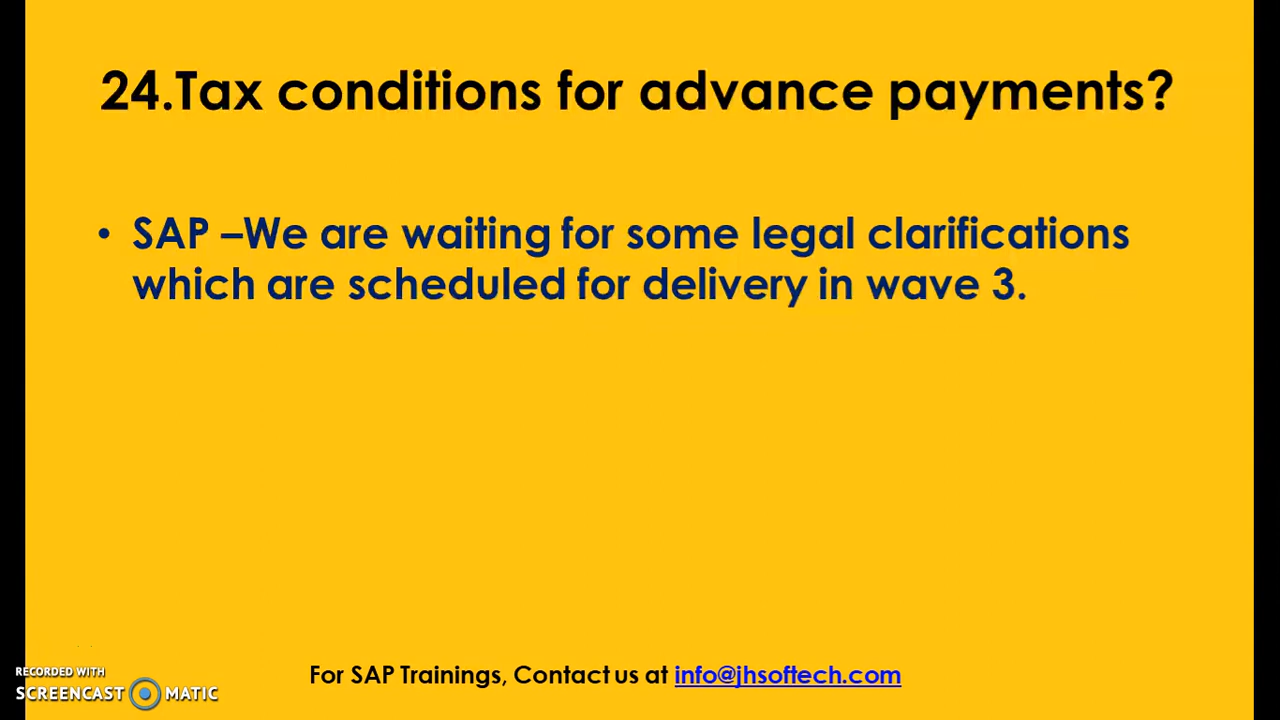 24.Tax conditions for advance payments?
• SAP –We are waiting for some legal clarifications
which are scheduled for delivery in wave 3.
For SAP Trainings, Contact us at info@jhsoftech.com
RECORDED WITH
SCREENCAST MATIC